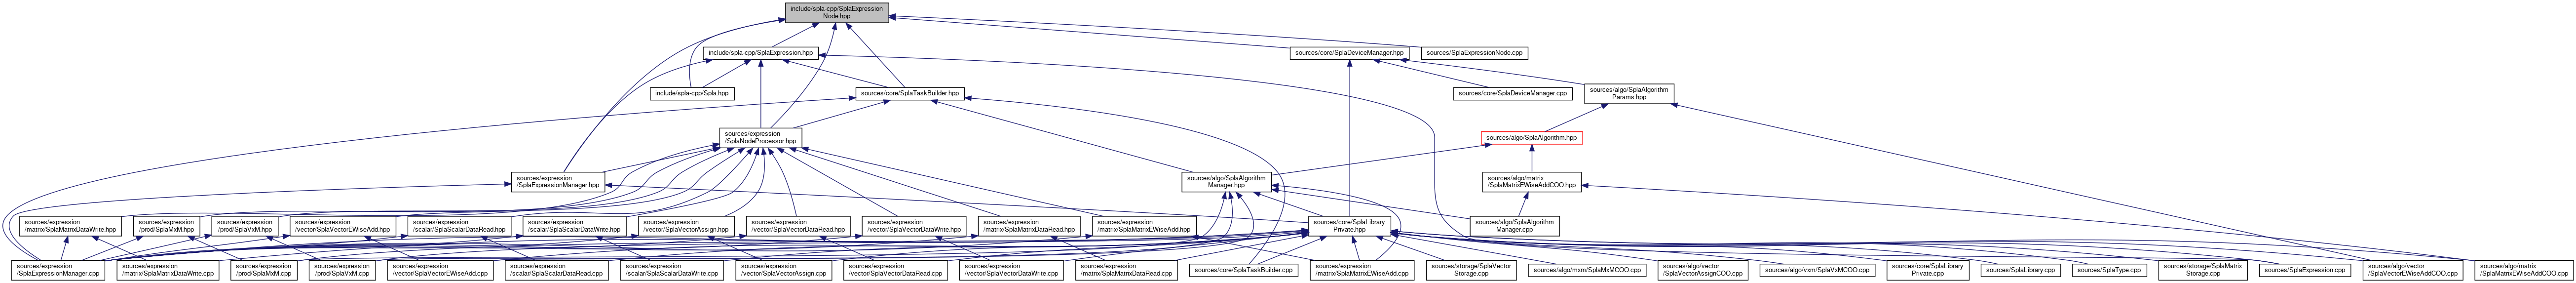 include/spla-cpp/SplaExpression
Node.hpp
include/spla-cpp/SplaExpression.hpp
sources/core/SplaDeviceManager.hpp
sources/SplaExpressionNode.cpp
include/spla-cpp/Spla.hpp
sources/core/SplaTaskBuilder.hpp
sources/core/SplaDeviceManager.cpp
sources/algo/SplaAlgorithm
Params.hpp
sources/expression
/SplaNodeProcessor.hpp
sources/algo/SplaAlgorithm.hpp
sources/expression
/SplaExpressionManager.hpp
sources/algo/SplaAlgorithm
Manager.hpp
sources/algo/matrix
/SplaMatrixEWiseAddCOO.hpp
sources/expression
/matrix/SplaMatrixDataWrite.hpp
sources/expression
/prod/SplaMxM.hpp
sources/expression
/prod/SplaVxM.hpp
sources/expression
/vector/SplaVectorEWiseAdd.hpp
sources/expression
/scalar/SplaScalarDataRead.hpp
sources/expression
/scalar/SplaScalarDataWrite.hpp
sources/expression
/vector/SplaVectorAssign.hpp
sources/expression
/vector/SplaVectorDataRead.hpp
sources/expression
/vector/SplaVectorDataWrite.hpp
sources/expression
/matrix/SplaMatrixDataRead.hpp
sources/expression
/matrix/SplaMatrixEWiseAdd.hpp
sources/core/SplaLibrary
Private.hpp
sources/algo/SplaAlgorithm
Manager.cpp
sources/expression
/SplaExpressionManager.cpp
sources/expression
/matrix/SplaMatrixDataWrite.cpp
sources/expression
/prod/SplaMxM.cpp
sources/expression
/prod/SplaVxM.cpp
sources/expression
/vector/SplaVectorEWiseAdd.cpp
sources/expression
/scalar/SplaScalarDataRead.cpp
sources/expression
/scalar/SplaScalarDataWrite.cpp
sources/expression
/vector/SplaVectorAssign.cpp
sources/expression
/vector/SplaVectorDataRead.cpp
sources/expression
/vector/SplaVectorDataWrite.cpp
sources/expression
/matrix/SplaMatrixDataRead.cpp
sources/core/SplaTaskBuilder.cpp
sources/expression
/matrix/SplaMatrixEWiseAdd.cpp
sources/storage/SplaVector
Storage.cpp
sources/algo/mxm/SplaMxMCOO.cpp
sources/algo/vector
/SplaVectorAssignCOO.cpp
sources/algo/vxm/SplaVxMCOO.cpp
sources/core/SplaLibrary
Private.cpp
sources/SplaLibrary.cpp
sources/SplaType.cpp
sources/storage/SplaMatrix
Storage.cpp
sources/SplaExpression.cpp
sources/algo/vector
/SplaVectorEWiseAddCOO.cpp
sources/algo/matrix
/SplaMatrixEWiseAddCOO.cpp